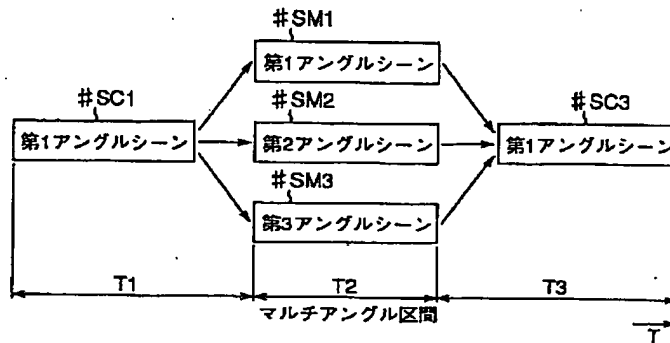 #SM1
第1アングルシーン
#SC1
第1アングルシーン
#SM2
第2アングルシーン
#SC3
第1アングルシーン
#SM3
第3アングルシーン
T1
T2
T3
マルチアングル区間
T